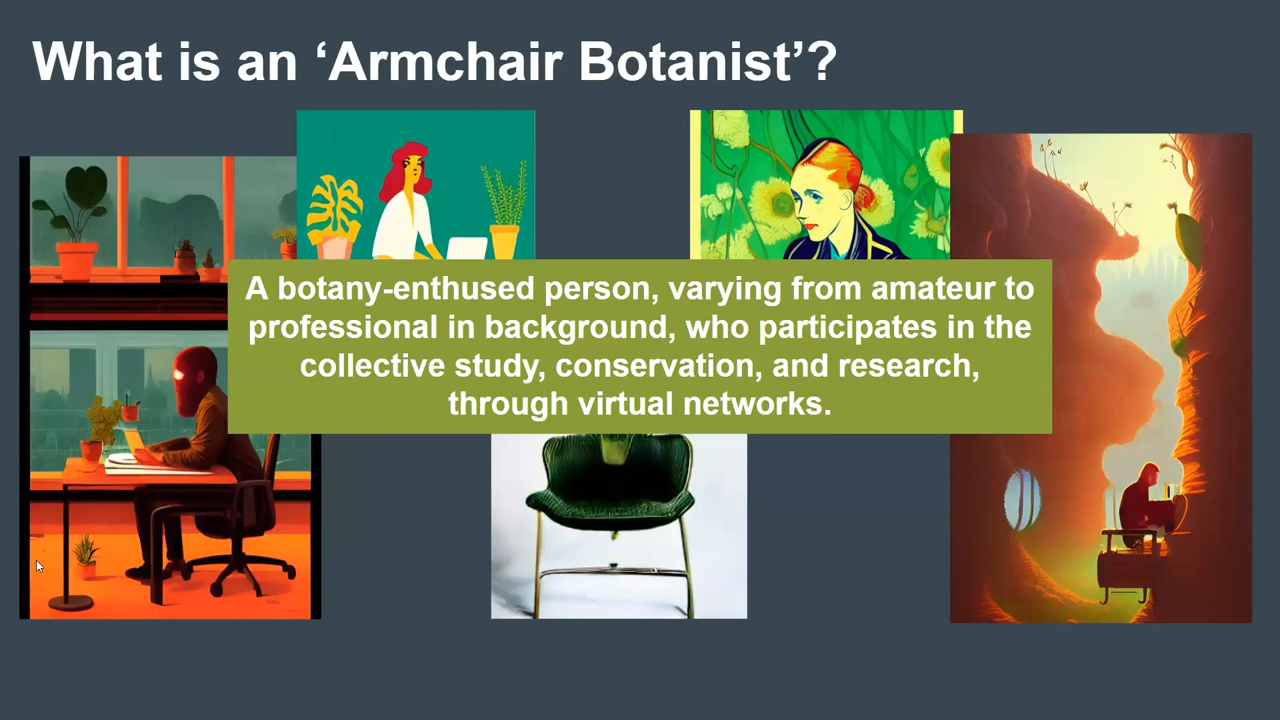 What is an ‘Armchair Botanist’?
A botany-enthused person, varying from amateur to
professional in background, who participates in the
collective study, conservation, and research,
through virtual networks.